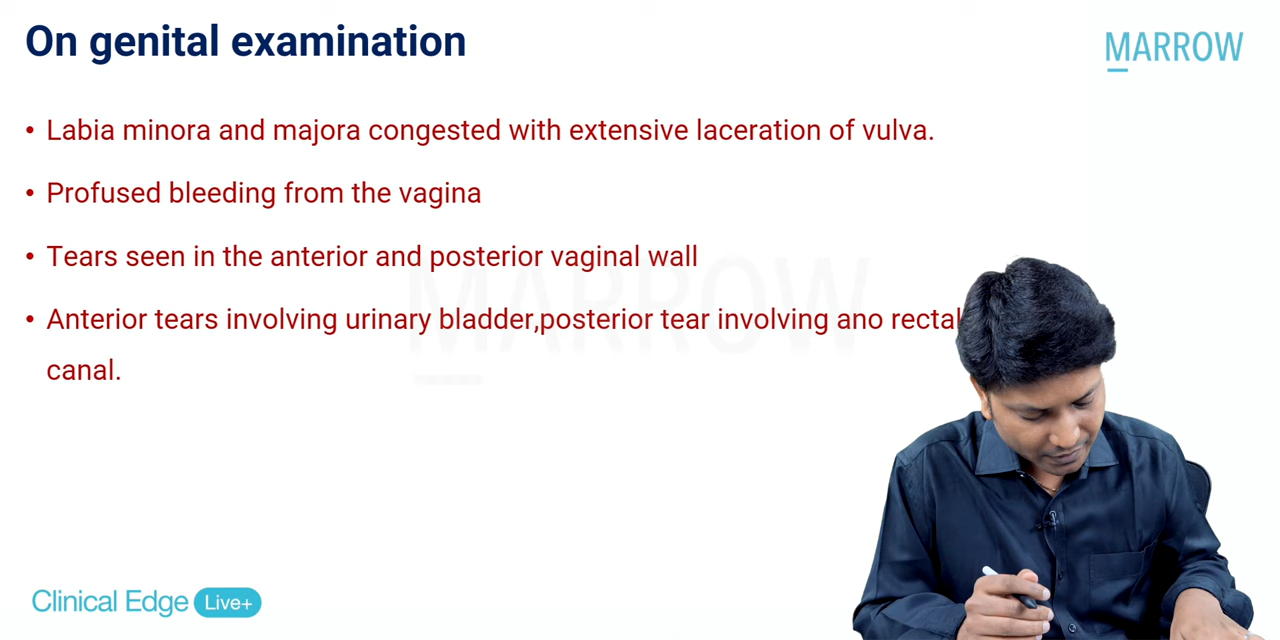 On genital examination
MARROW
• Labia minora and majora congested with extensive laceration of vulva.
• Profused bleeding from the vagina
• Tears seen in the anterior and posterior vaginal wall
MARROW
• Anterior tears involving urinary bladder,posterior tear involving ano rectal
canal.
Clinical Edge Live+